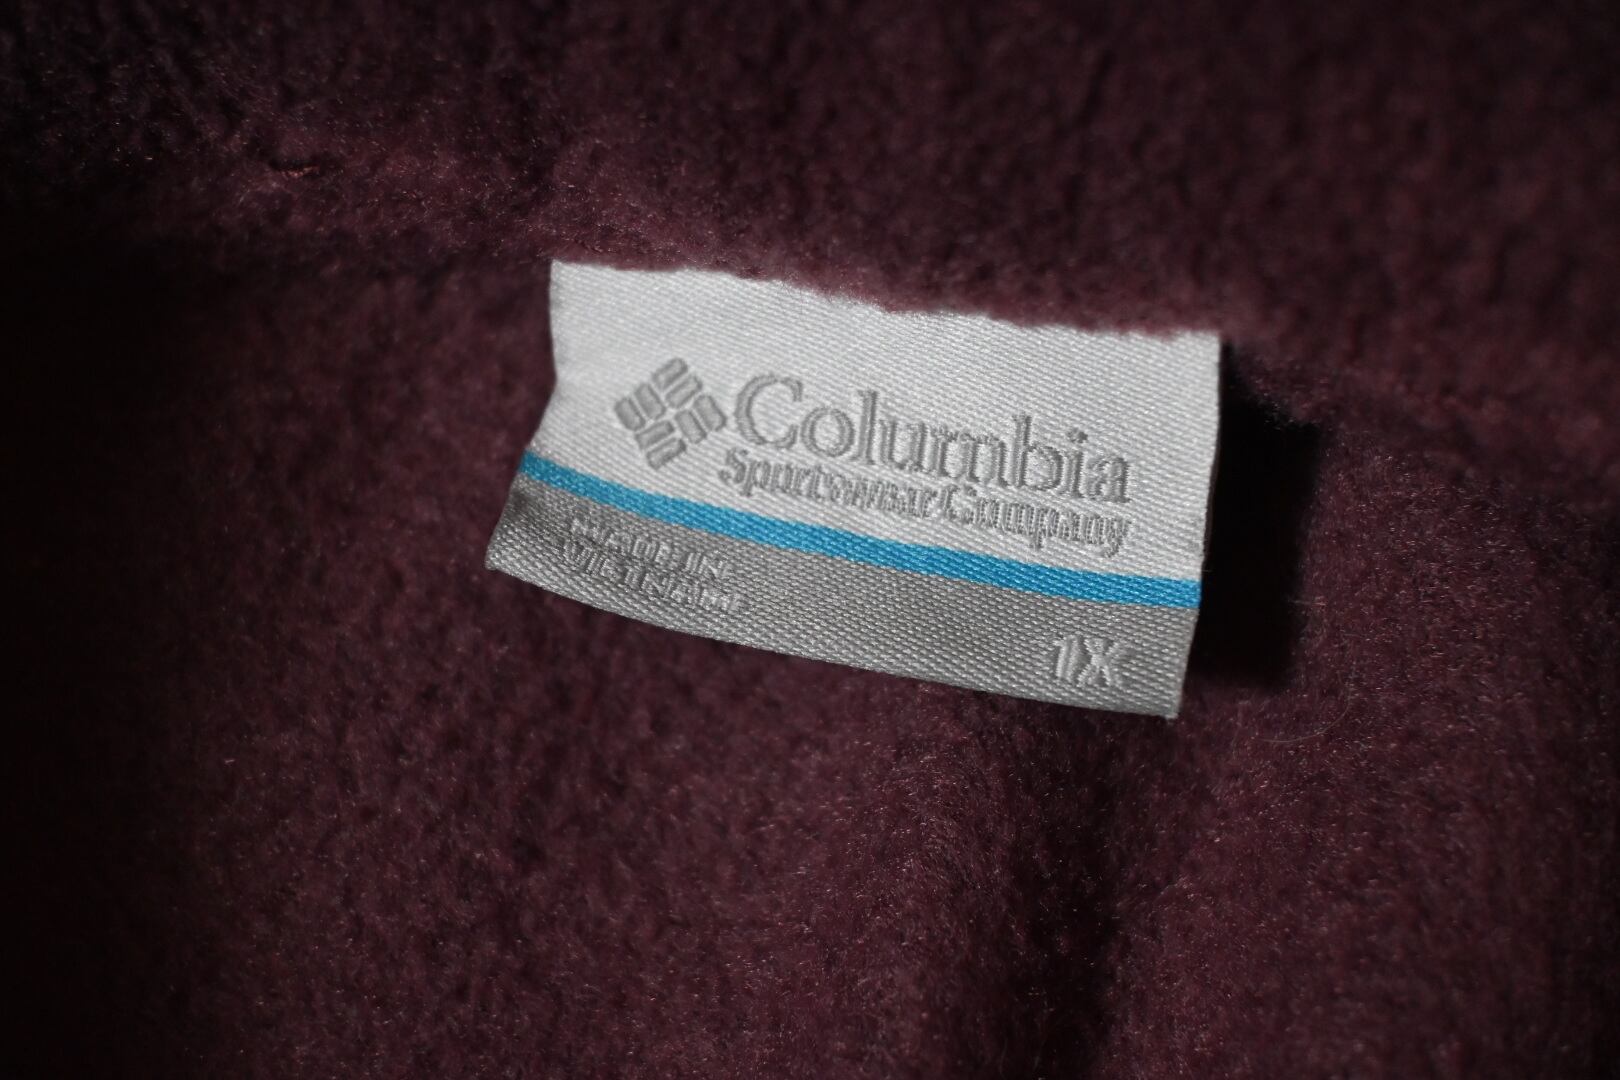 Columbia
Sportswear Company
MADE IN
VIETNAM
1X